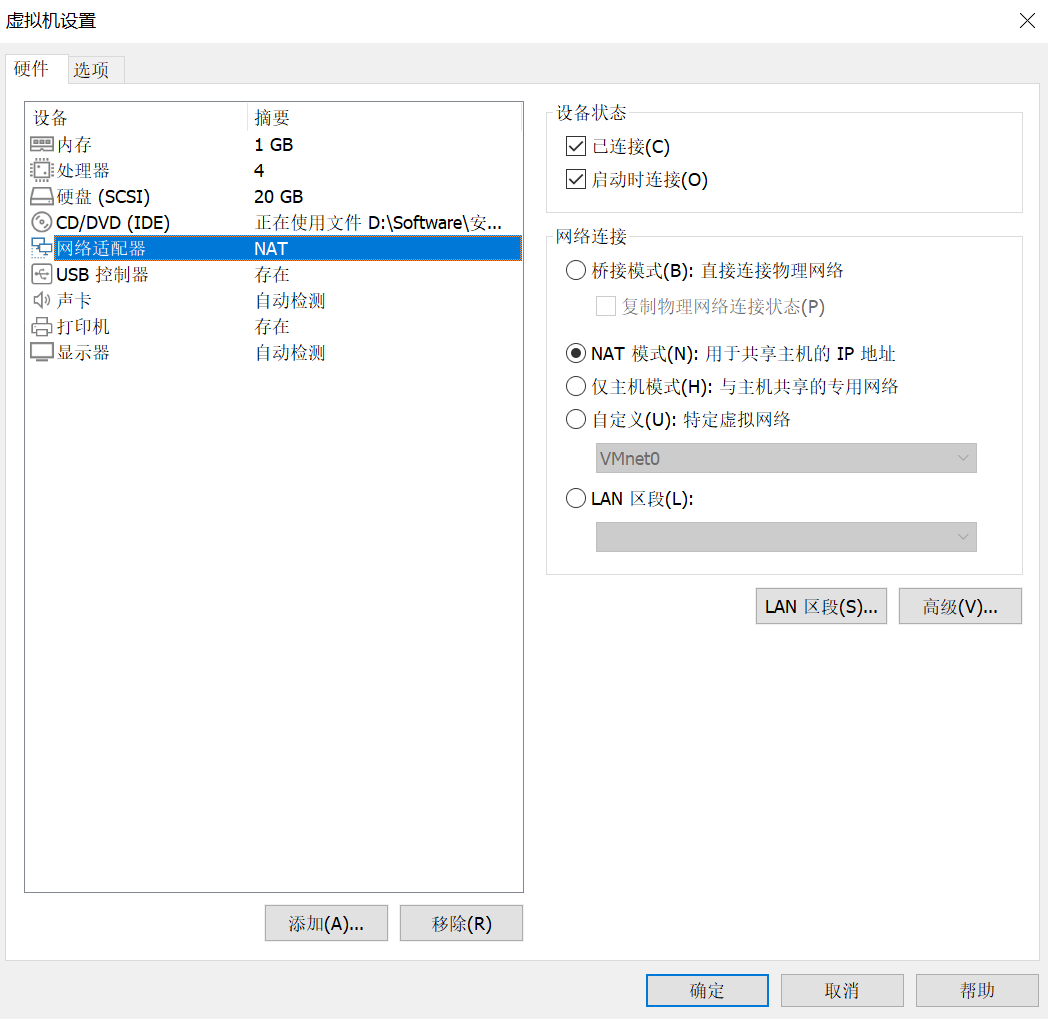 虚拟机设置
硬件 选项
设备 摘要
内存 1 GB
处理器 4
硬盘 (SCSI) 20 GB
CD/DVD (IDE) 正在使用文件 D:\Software\安...
网络适配器 NAT
USB 控制器 存在
声卡 自动检测
打印机 存在
显示器 自动检测
添加(A)... 移除(R)
设备状态
已连接(C)
启动时连接(O)
网络连接
桥接模式(B): 直接连接物理网络
复制物理网络连接状态(P)
NAT 模式(N): 用于共享主机的 IP 地址
仅主机模式(H): 与主机共享的专用网络
自定义(U): 特定虚拟网络
VMnet0
LAN 区段(L):
LAN 区段(S)... 高级(V)...
确定 取消 帮助